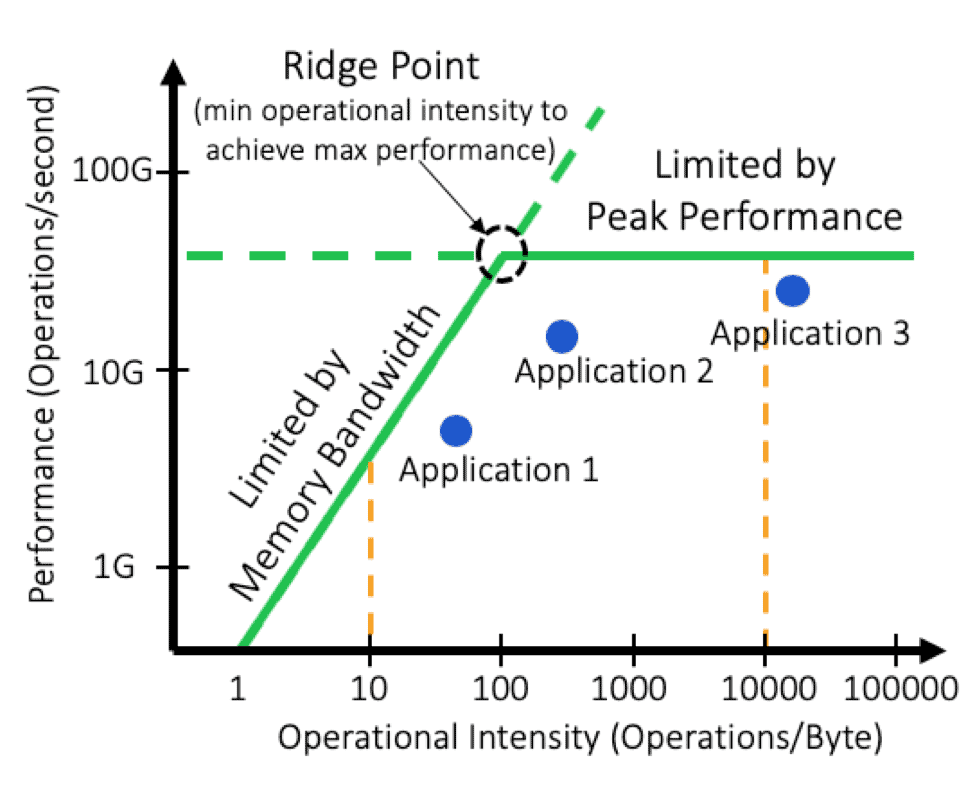 Ridge Point
(min operational intensity to
achieve max performance)
Limited by
Peak Performance
Performance (Operations/second)
100G
10G
1G
Limited by
Memory Bandwidth
Application 1
Application 2
Application 3
1
10
100
1000
10000
100000
Operational Intensity (Operations/Byte)